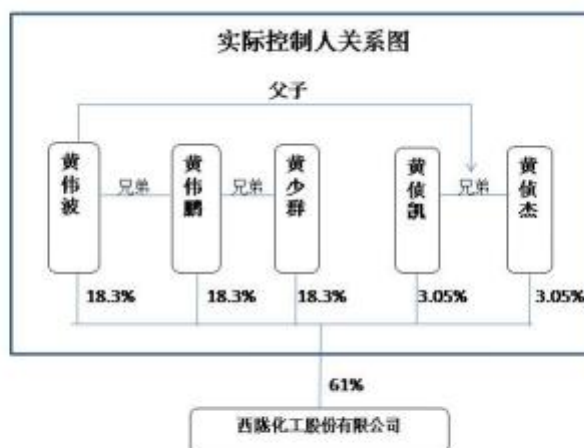 实际控制人关系图
父子
黄伟波
兄弟
黄伟鹏
兄弟
黄少群
黄侦凯
兄弟
黄侦杰
18.3%
18.3%
18.3%
3.05%
3.05%
61%
西陇化工股份有限公司